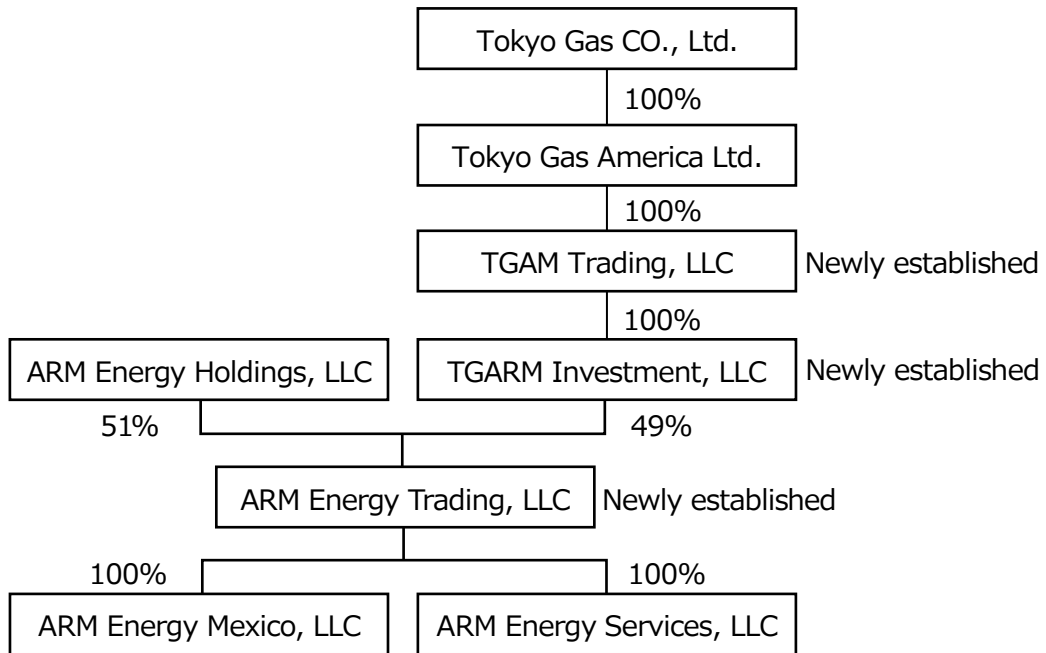 Tokyo Gas CO., Ltd.
100%
Tokyo Gas America Ltd.
100%
TGAM Trading, LLC Newly established
100%
ARM Energy Holdings, LLC TGARM Investment, LLC Newly established
51% 49%
ARM Energy Trading, LLC Newly established
100% 100%
ARM Energy Mexico, LLC ARM Energy Services, LLC